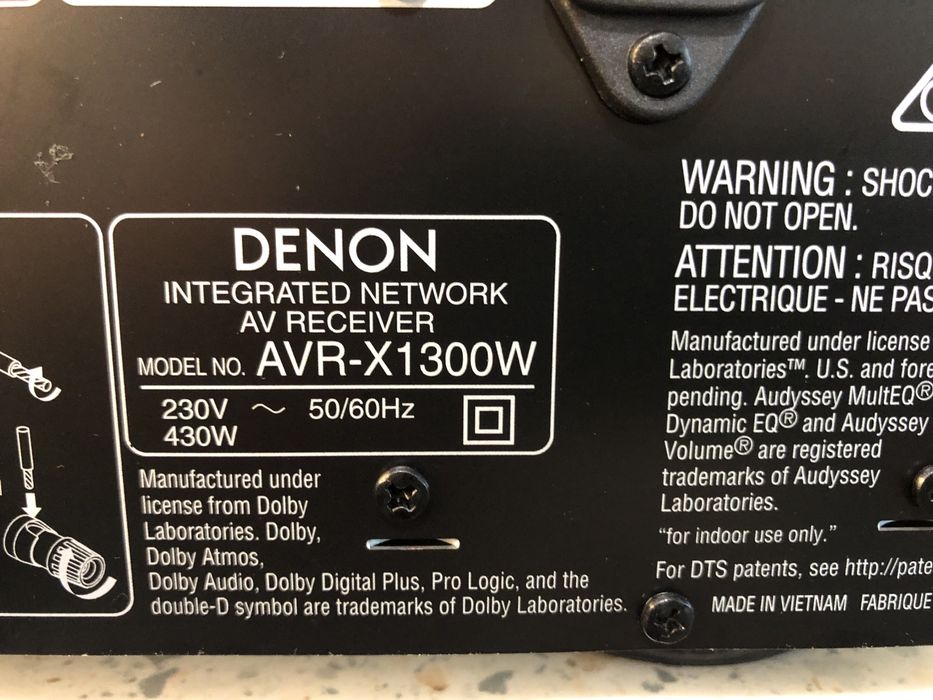 DENON
INTEGRATED NETWORK
AV RECEIVER
MODEL NO. AVR-X1300W
230V ~ 50/60Hz
430W
Manufactured under
license from Dolby
Laboratories. Dolby,
Dolby Atmos,
Dolby Audio, Dolby Digital Plus, Pro Logic, and the
double-D symbol are trademarks of Dolby Laboratories.
WARNING : SHOC
DO NOT OPEN.
ATTENTION : RISQ
ELECTRIQUE - NE PAS
Manufactured under license
Laboratories™. U.S. and fore
pending. Audyssey MultEQ®
Dynamic EQ® and Audyssey
Volume® are registered
trademarks of Audyssey
Laboratories.
“for indoor use only.”
For DTS patents, see http://pate
MADE IN VIETNAM FABRIQUE